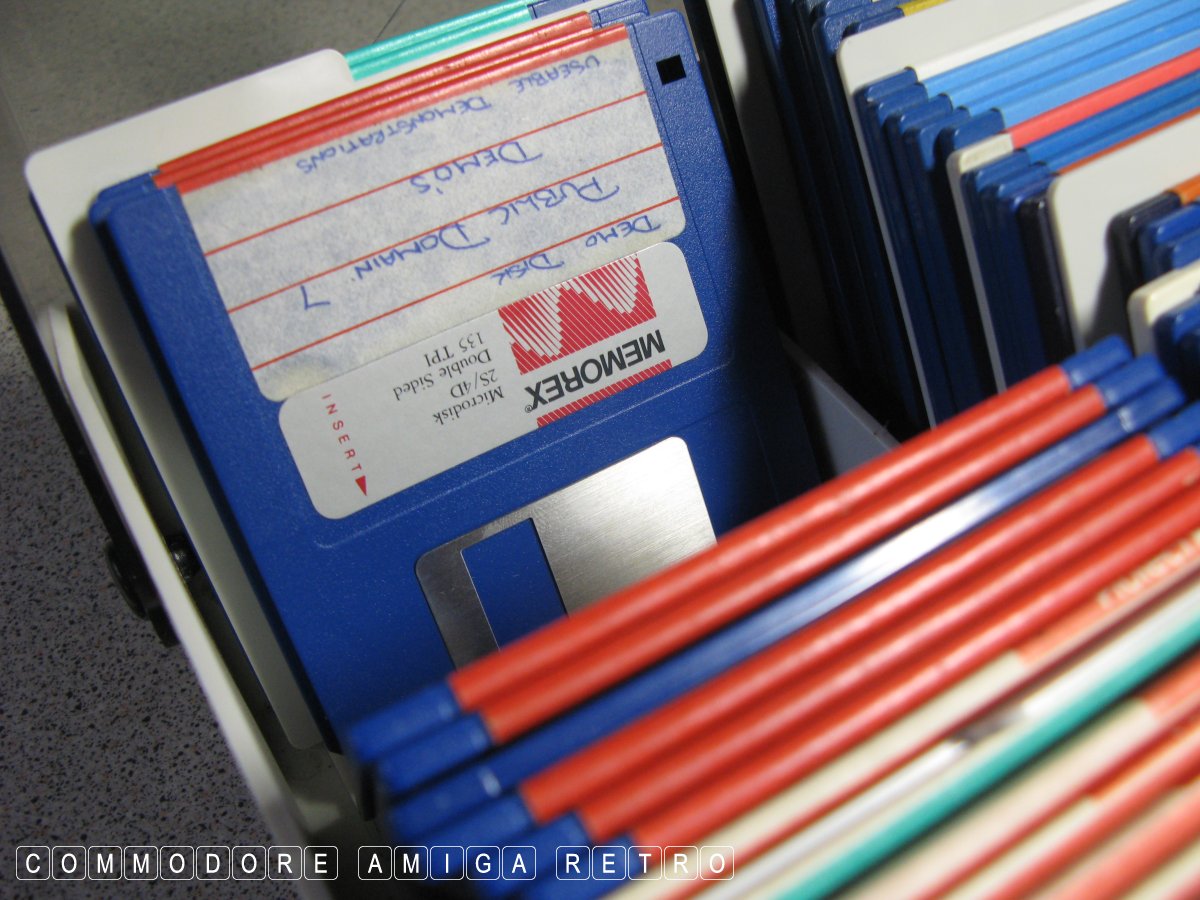 DEMO DISK
PUBLIC DOMAIN 7
DEMO'S
USEABLE DEMONSTRATIONS
MEMOREX®
Microdisk
2S/4D
Double Sided
135 TPI
INSERT
COMMODORE AMIGA RETRO